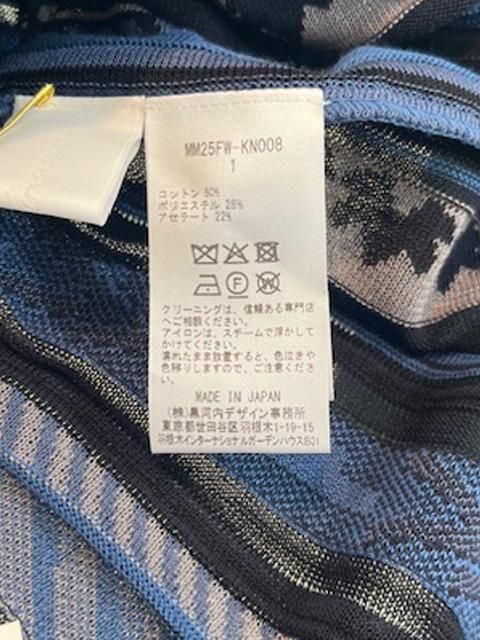 MM25FW-KN008
1
コットン 50%
ポリエステル 28%
アセテート 22%
クリーニングは、信頼ある専門店
へご相談ください。
アイロンは、スチームで浮かして
かけてください。
濡れたまま放置すると、色泣きや
色移りしますので、ご注意くださ
い。
MADE IN JAPAN
(株)黒河内デザイン事務所
東京都世田谷区羽根木1-19-15
羽根木インターナショナルガーデンハウスB01